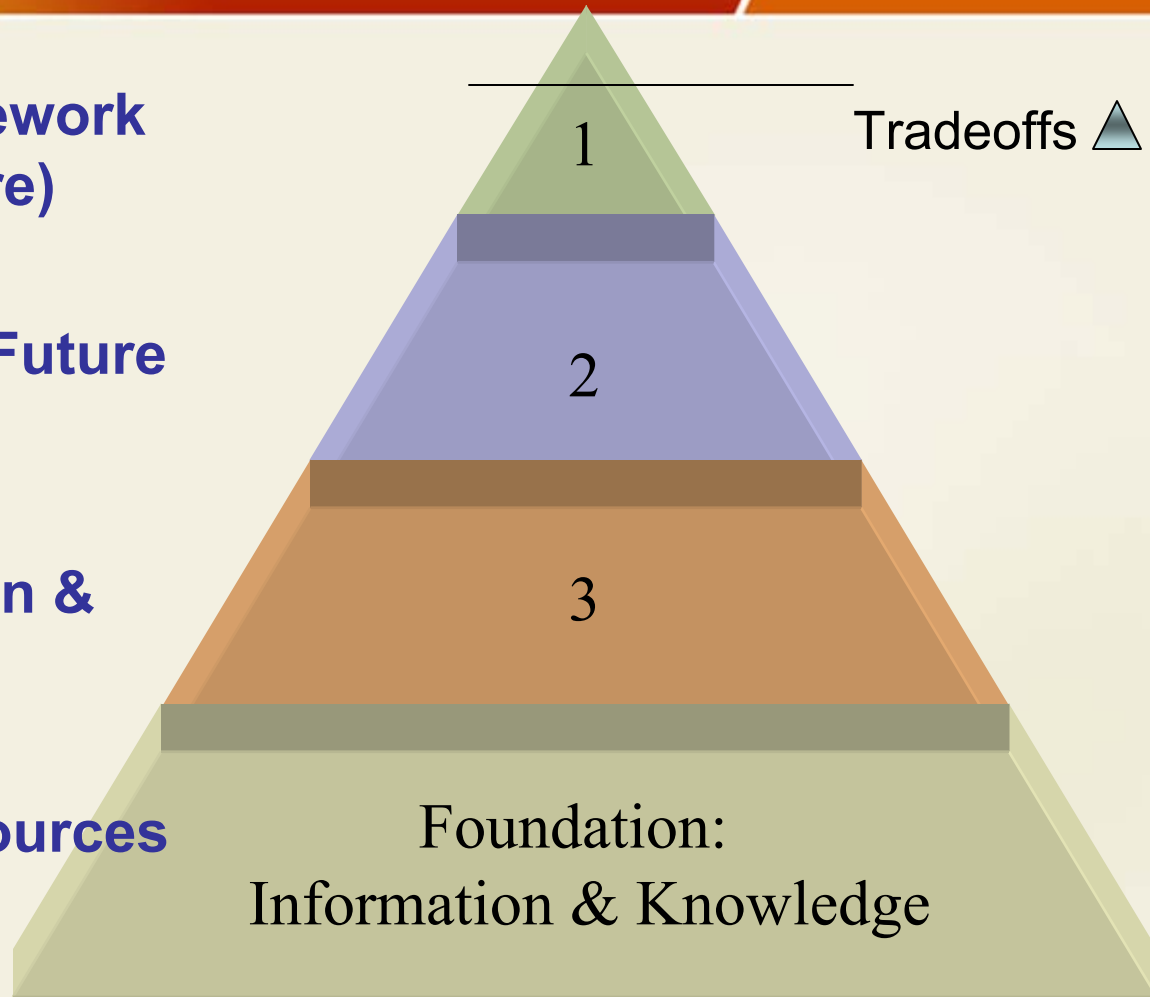 ework
re)
1
Tradeoffs
Future
2
n &
3
ources
Foundation:
Information & Knowledge